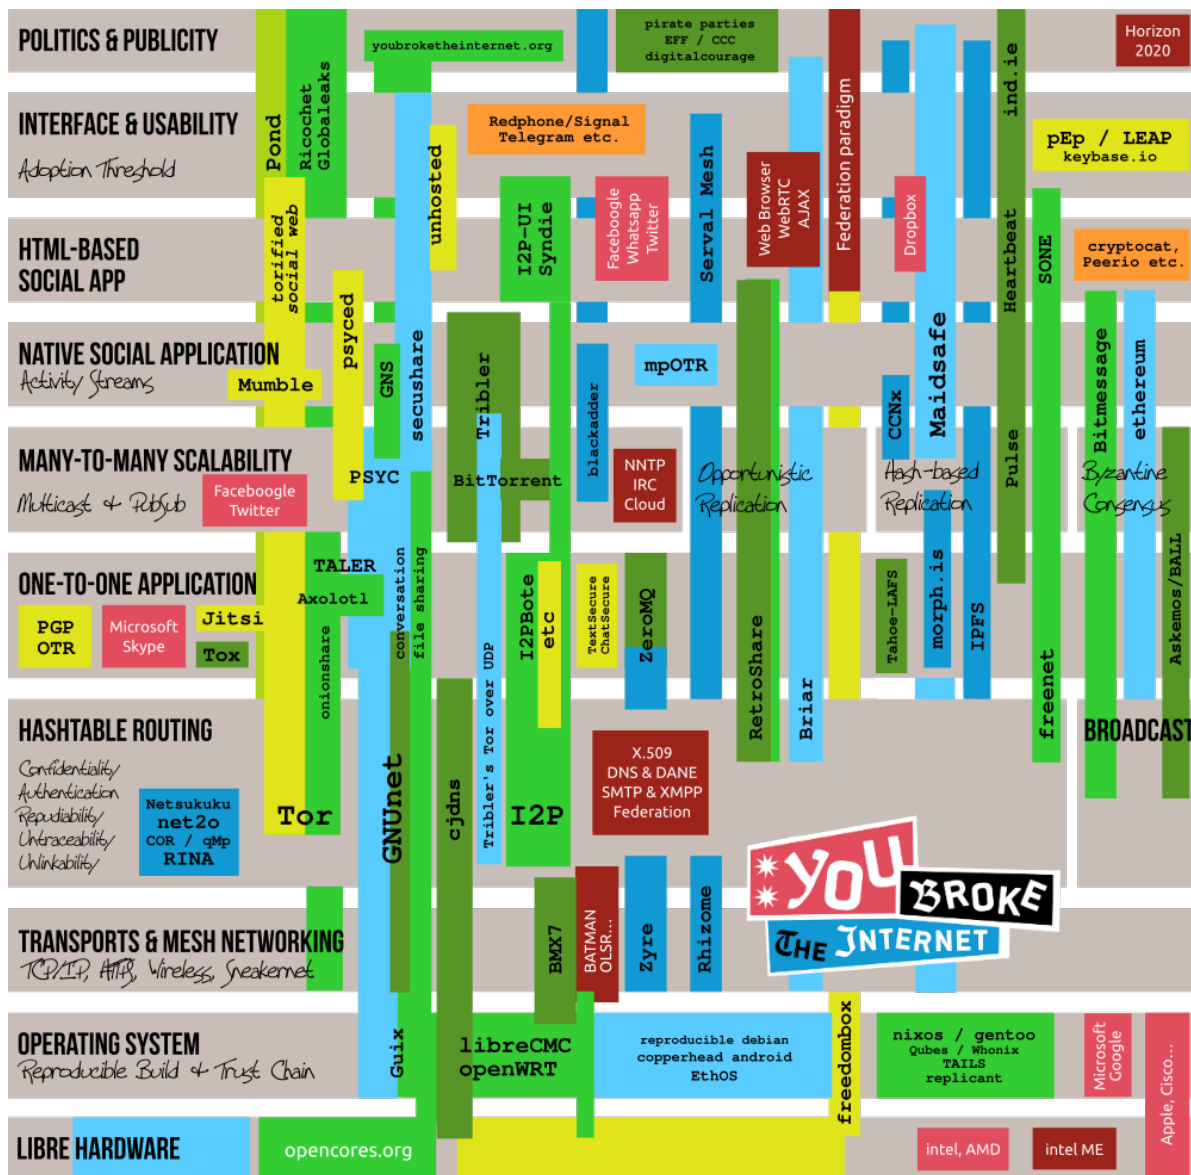 POLITICS & PUBLICITY
youbroketheinternet.org
pirate parties
EFF / CCC
digitalcourage
Horizon
2020
INTERFACE & USABILITY
Adoption Threshold
Pond
Ricochet
Globaleaks
unhosted
Redphone/Signal
Telegram etc.
Serval Mesh
Web Browser
WebRTC
AJAX
Federation paradigm
Dropbox
ind.ie
pEp / LEAP
keybase.io
HTML-BASED
SOCIAL APP
torified
social web
I2P-UI
Syndie
Faceboogle
Whatsapp
Twitter
Heartbeat
SONE
cryptocat,
Peerio etc.
NATIVE SOCIAL APPLICATION
Activity Streams
Mumble
psyced
GNS
secushare
Tribler
blackadder
mpOTR
CCNx
Maidsafe
Pulse
Bitmessage
ethereum
MANY-TO-MANY SCALABILITY
Multicast & PubSub
Faceboogle
Twitter
PSYC
BitTorrent
NNTP
IRC
Cloud
Opportunistic
Replication
Hash-based
Replication
Byzantine
Consensus
ONE-TO-ONE APPLICATION
PGP
OTR
Microsoft
Skype
Jitsi
Tox
TALER
Axolotl
onionshare
conversation
file sharing
Tribler's Tor over UDP
I2PBote
etc
TextSecure
ChatSecure
ZeroMQ
RetroShare
Briar
Tahoe-LAFS
morph.is
IPFS
freenet
Askemos/BALL
HASHTABLE ROUTING
Confidentiality
Authentication
Repudiability
Untraceability
Unlinkability
Netsukuku
net2o
COR / qMp
RINA
Tor
GNUnet
cjdns
I2P
X.509
DNS & DANE
SMTP & XMPP
Federation
BROADCAST
YOU
BROKE
THE INTERNET
TRANSPORTS & MESH NETWORKING
TCP/IP, HTTPS, Wireless, Sneakernet
BMX7
BATMAN
OLSR...
Zyre
Rhizome
OPERATING SYSTEM
Reproducible Build & Trust Chain
Guix
libreCMC
openWRT
reproducible debian
copperhead android
EthOS
freedombox
nixos / gentoo
Qubes / Whonix
TAILS
replicant
Microsoft
Google
Apple, Cisco...
LIBRE HARDWARE
opencores.org
intel, AMD
intel ME